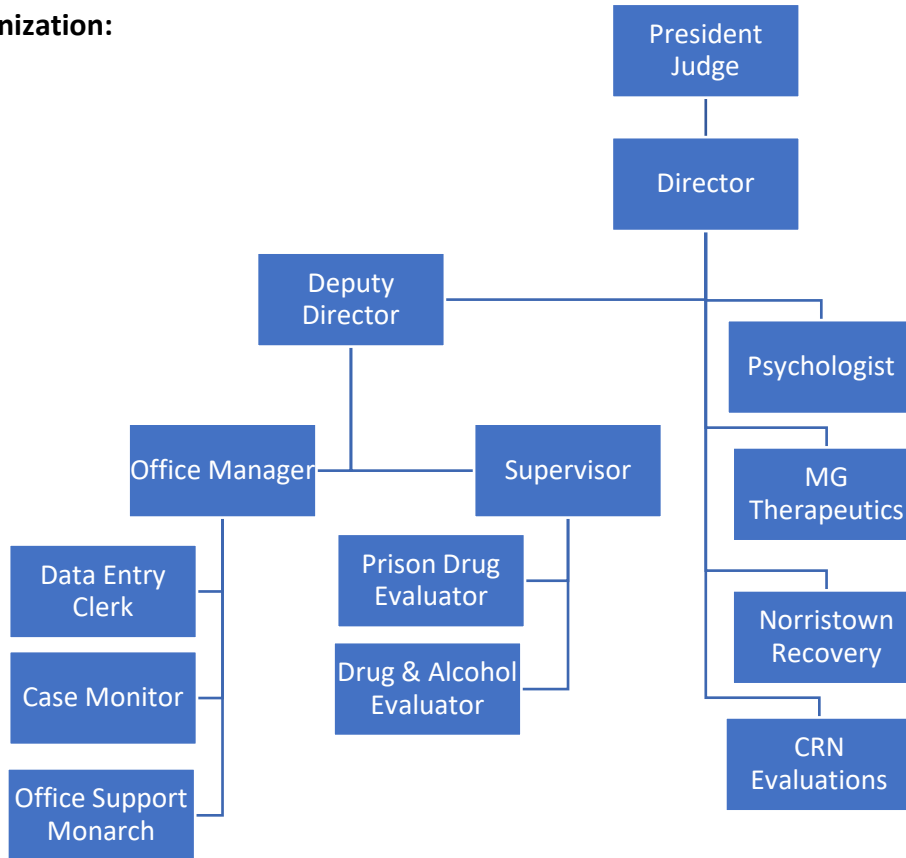 nization:
President
Judge
Director
Deputy
Director
Psychologist
Office Manager
Supervisor
MG
Therapeutics
Data Entry
Clerk
Prison Drug
Evaluator
Norristown
Recovery
Case Monitor
Drug & Alcohol
Evaluator
CRN
Evaluations
Office Support
Monarch